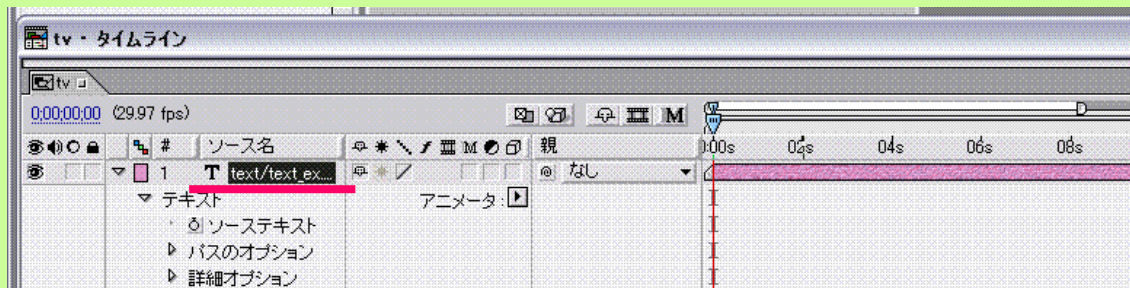 tv・タイムライン
tv
0;00;00;00 (29.97 fps)
M
# ソース名 M 親 0:00s 02s 04s 06s 08s
1 T text/text_ex... なし
テキスト アニメータ:
ソーステキスト
パスのオプション
詳細オプション